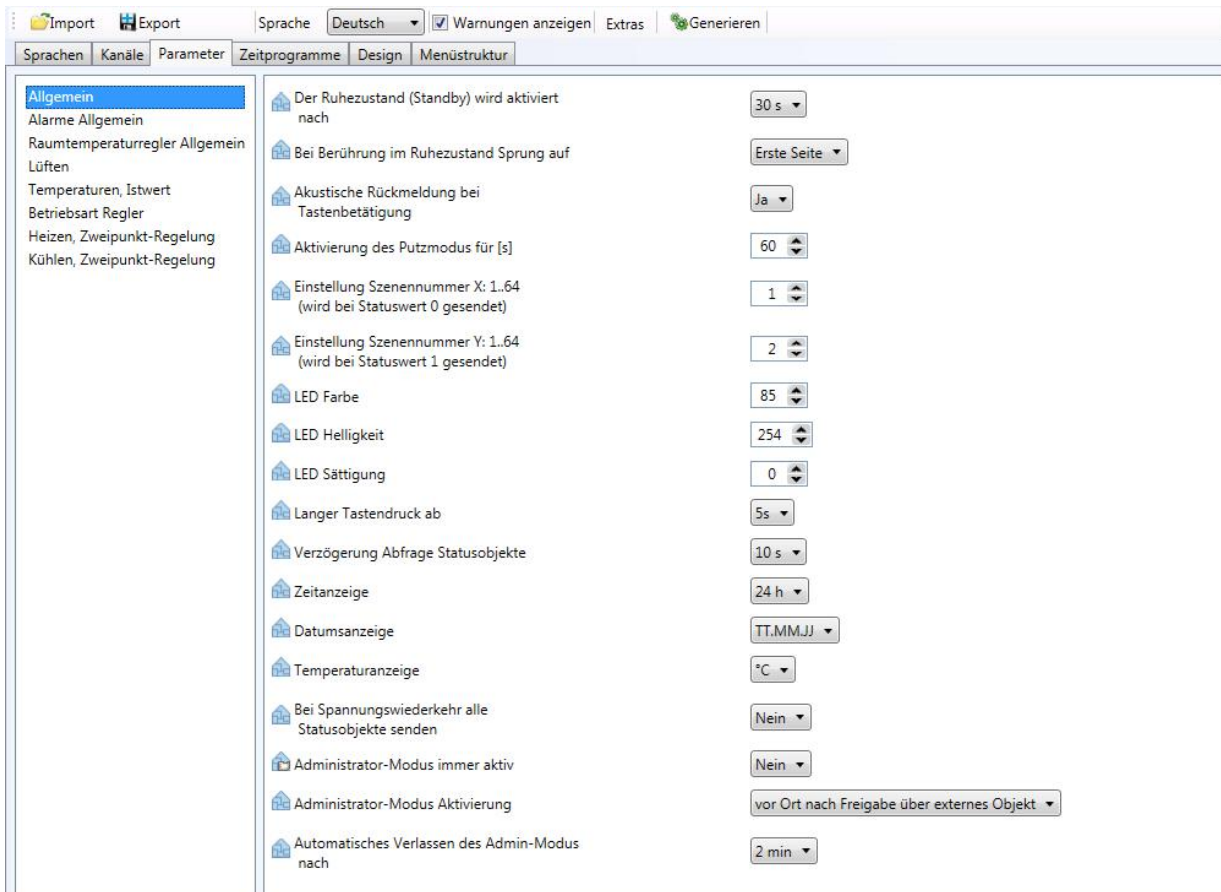 Import Export Sprache Deutsch Warnungen anzeigen Extras Generieren
Sprachen Kanäle Parameter Zeitprogramme Design Menüstruktur
Allgemein
Alarme Allgemein
Raumtemperaturregler Allgemein
Lüften
Temperaturen, Istwert
Betriebsart Regler
Heizen, Zweipunkt-Regelung
Kühlen, Zweipunkt-Regelung
Der Ruhezustand (Standby) wird aktiviert
nach
30 s
Bei Berührung im Ruhezustand Sprung auf Erste Seite
Akustische Rückmeldung bei
Tastenbetätigung
Ja
Aktivierung des Putzmodus für [s] 60
Einstellung Szenennummer X: 1..64
(wird bei Statuswert 0 gesendet)
1
Einstellung Szenennummer Y: 1..64
(wird bei Statuswert 1 gesendet)
2
LED Farbe 85
LED Helligkeit 254
LED Sättigung 0
Langer Tastendruck ab 5s
Verzögerung Abfrage Statusobjekte 10 s
Zeitanzeige 24 h
Datumsanzeige TT.MM.JJ
Temperaturanzeige °C
Bei Spannungswiederkehr alle
Statusobjekte senden
Nein
Administrator-Modus immer aktiv Nein
Administrator-Modus Aktivierung vor Ort nach Freigabe über externes Objekt
Automatisches Verlassen des Admin-Modus
nach
2 min